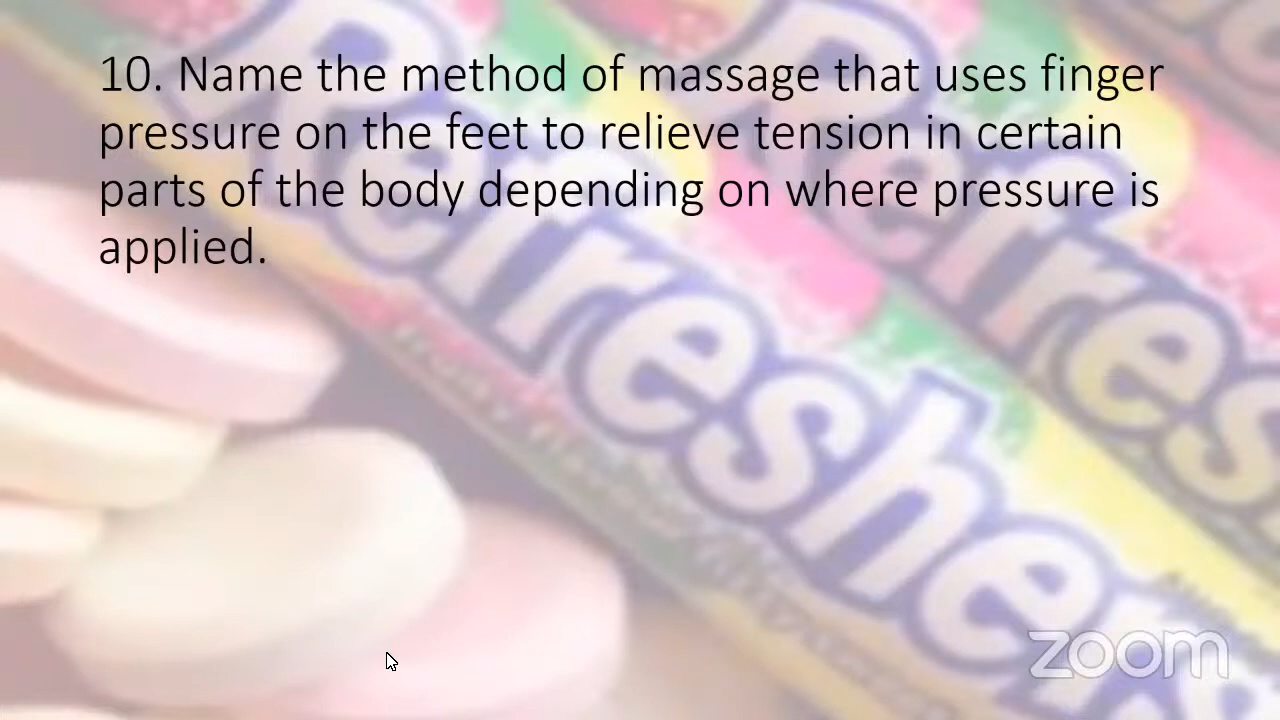 10. Name the method of massage that uses finger
pressure on the feet to relieve tension in certain
parts of the body depending on where pressure is
applied.
Refreshers
Refres
zoom